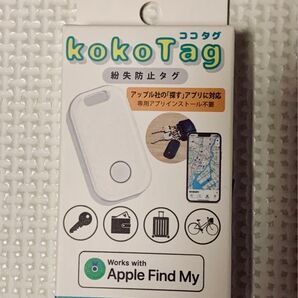 ココタグ
kokoTag
紛失防止タグ
アップル社の「探す」アプリに対応
専用アプリインストール不要
Works with
Apple Find My